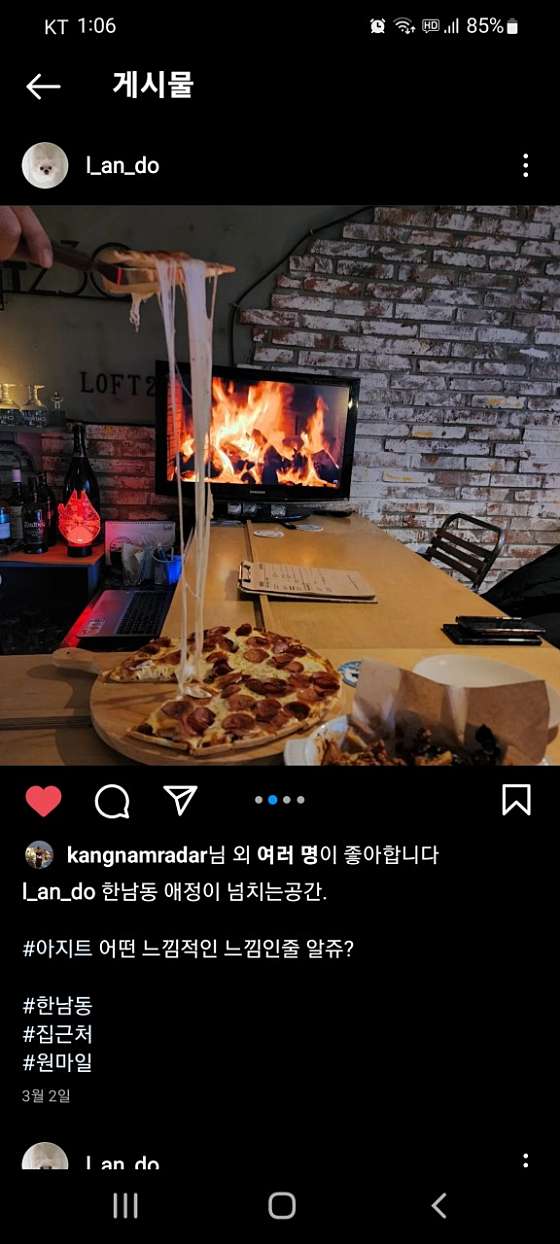 KT 1:06
HD
85%
게시물
l_an_do
LOFT2
SAMSUNG
kangnamradar님 외 여러 명이 좋아합니다
l_an_do 한남동 애정이 넘치는공간.
#아지트 어떤 느낌적인 느낌인줄 알쥬?
#한남동
#집근처
#원마일
3월 2일
l_an_do